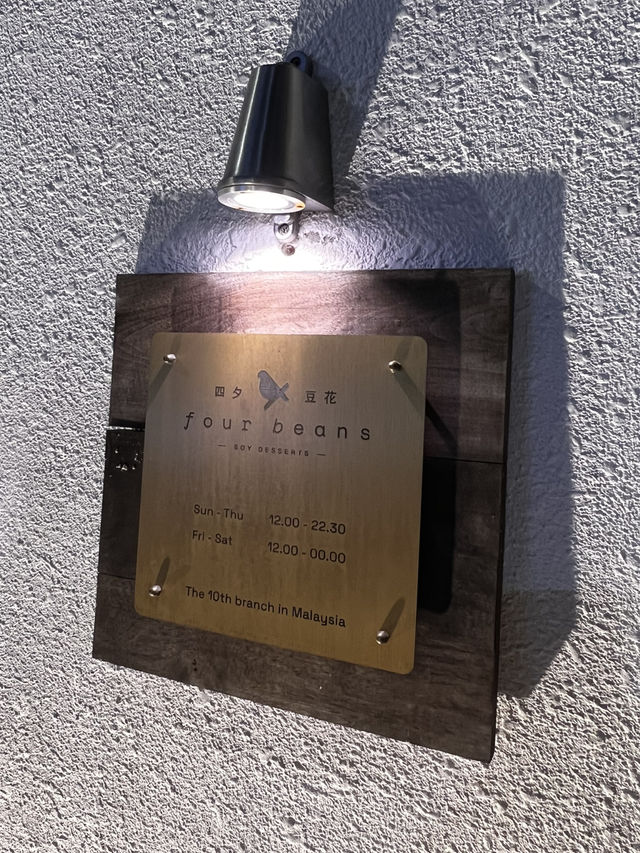 四夕 豆花
four beans
— SOY DESSERTS —
Sun - Thu 12.00 - 22.30
Fri - Sat 12.00 - 00.00
The 10th branch in Malaysia